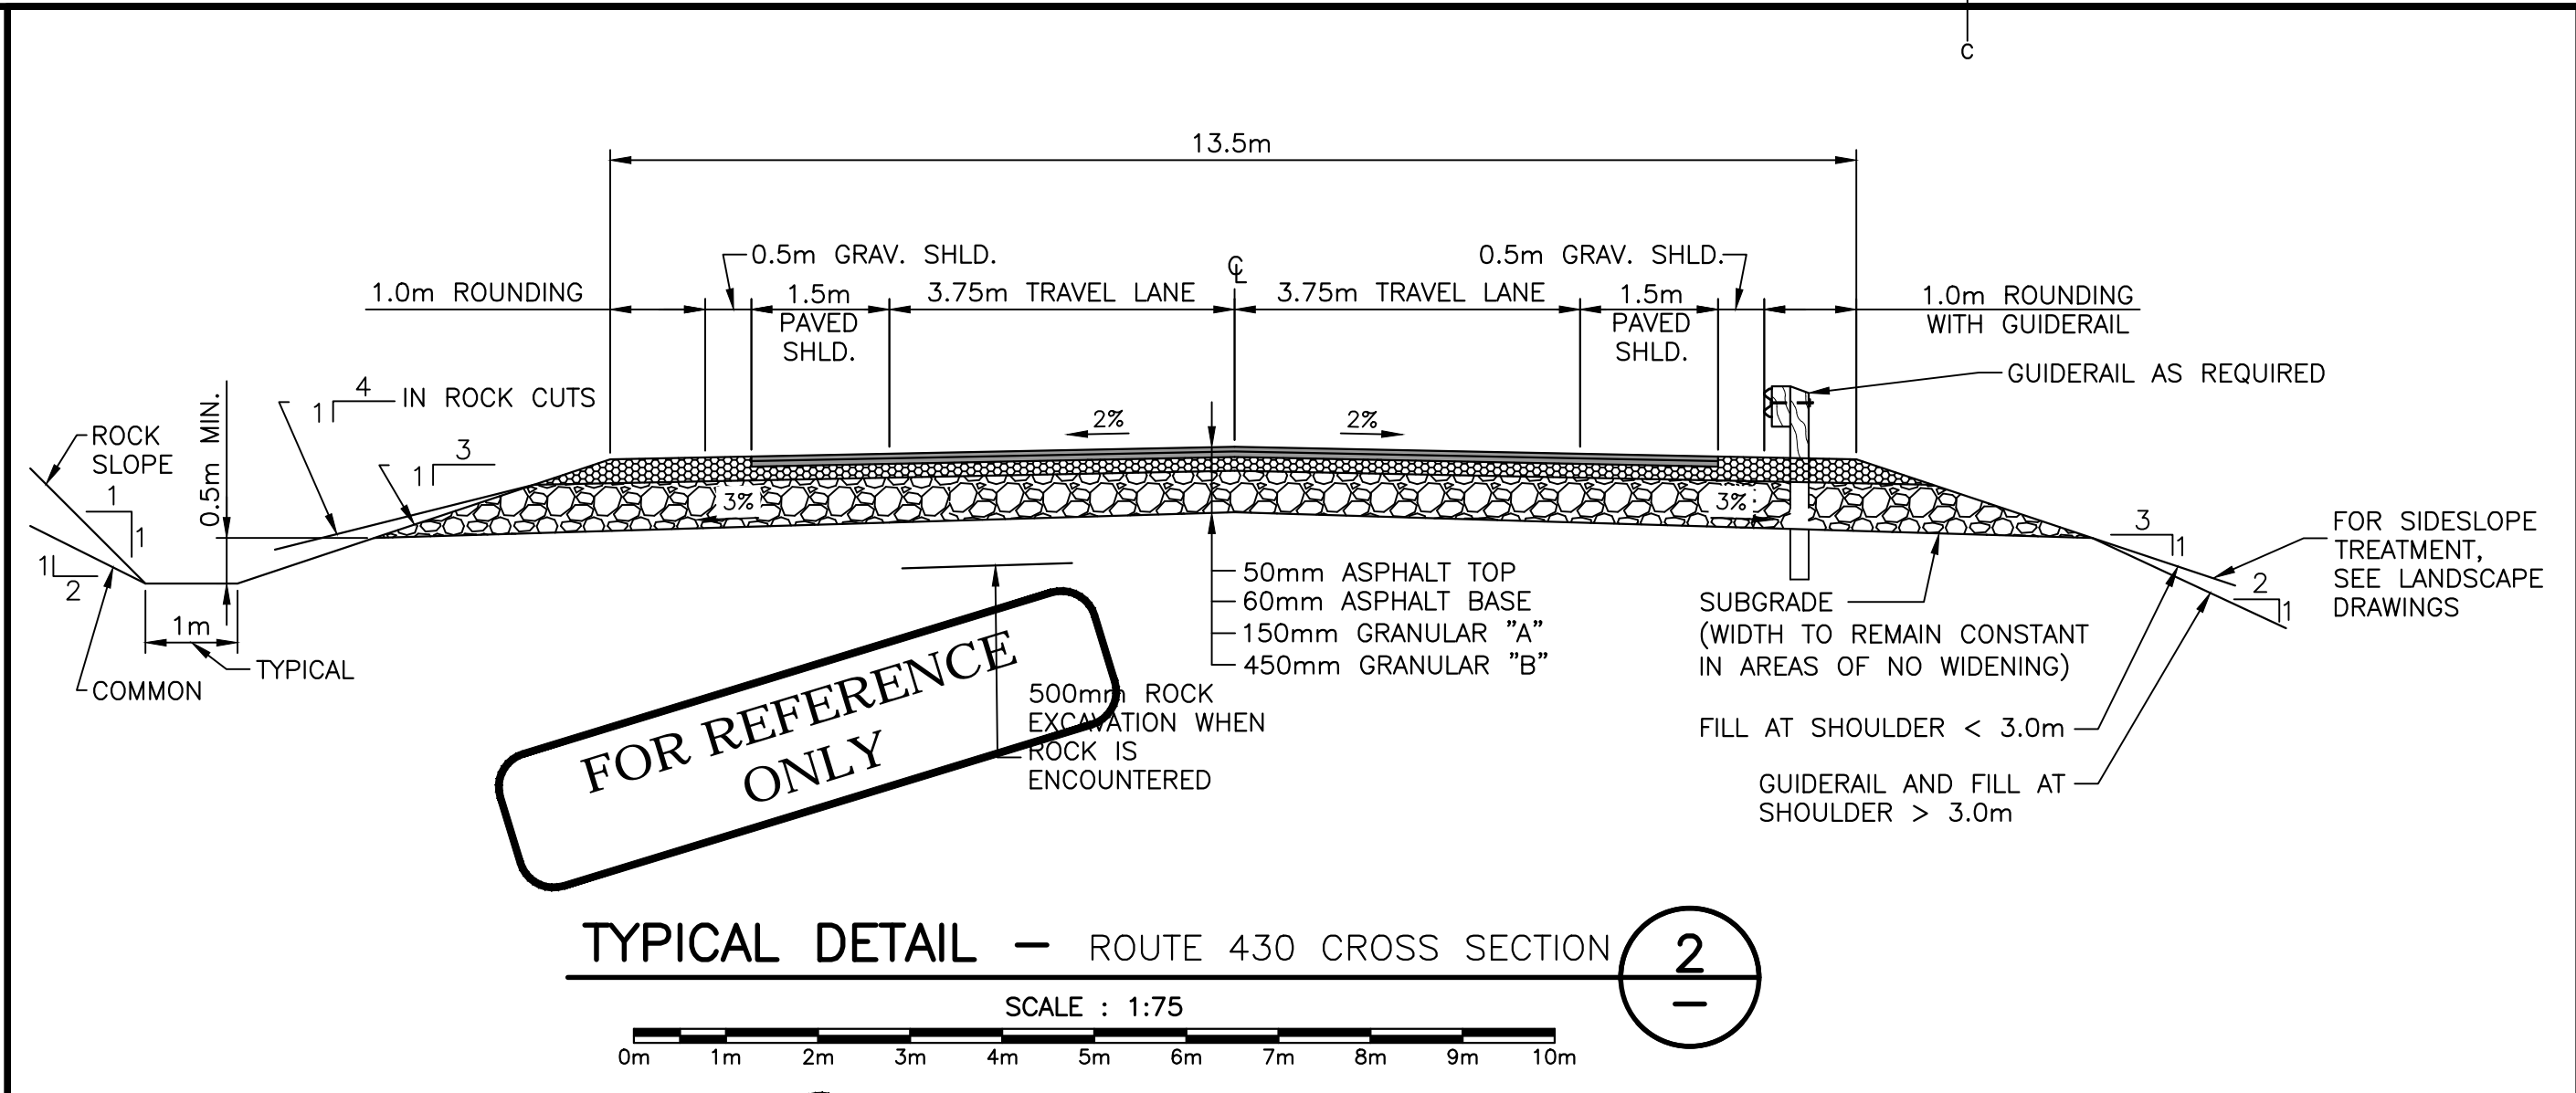 C
13.5m
0.5m GRAV. SHLD.
0.5m GRAV. SHLD.
℄
1.0m ROUNDING
1.5m
PAVED
SHLD.
3.75m TRAVEL LANE
3.75m TRAVEL LANE
1.5m
PAVED
SHLD.
1.0m ROUNDING
WITH GUIDERAIL
GUIDERAIL AS REQUIRED
4
1
IN ROCK CUTS
3
1
0.5m MIN.
ROCK
SLOPE
1
1
1
2
2%
2%
3%
3%
1m
TYPICAL
COMMON
50mm ASPHALT TOP
60mm ASPHALT BASE
150mm GRANULAR "A"
450mm GRANULAR "B"
500mm ROCK
EXCAVATION WHEN
ROCK IS
ENCOUNTERED
FOR REFERENCE
ONLY
SUBGRADE
(WIDTH TO REMAIN CONSTANT
IN AREAS OF NO WIDENING)
3
1
2
1
FOR SIDESLOPE
TREATMENT,
SEE LANDSCAPE
DRAWINGS
FILL AT SHOULDER < 3.0m
GUIDERAIL AND FILL AT
SHOULDER > 3.0m
TYPICAL DETAIL – ROUTE 430 CROSS SECTION
2
–
SCALE : 1:75
0m 1m 2m 3m 4m 5m 6m 7m 8m 9m 10m